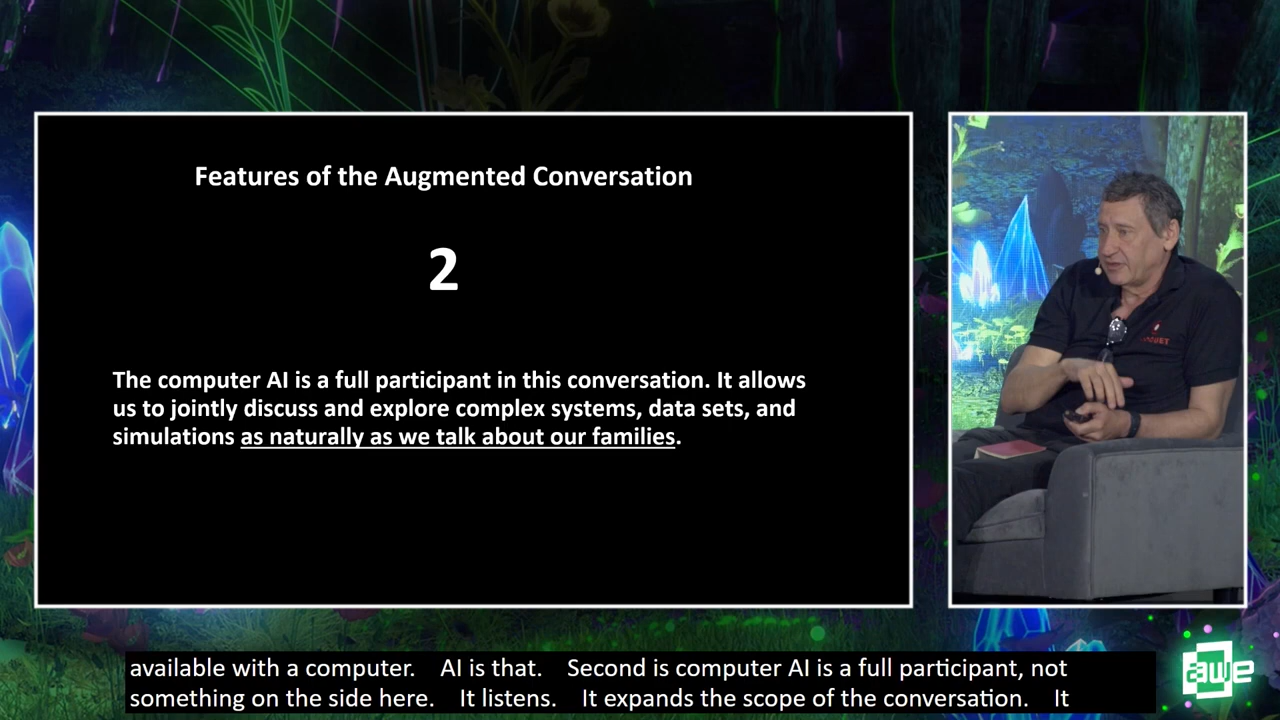 Features of the Augmented Conversation
2
The computer AI is a full participant in this conversation. It allows
us to jointly discuss and explore complex systems, data sets, and
simulations as naturally as we talk about our families.
available with a computer. AI is that. Second is computer AI is a full participant, not
something on the side here. It listens. It expands the scope of the conversation. It
awe